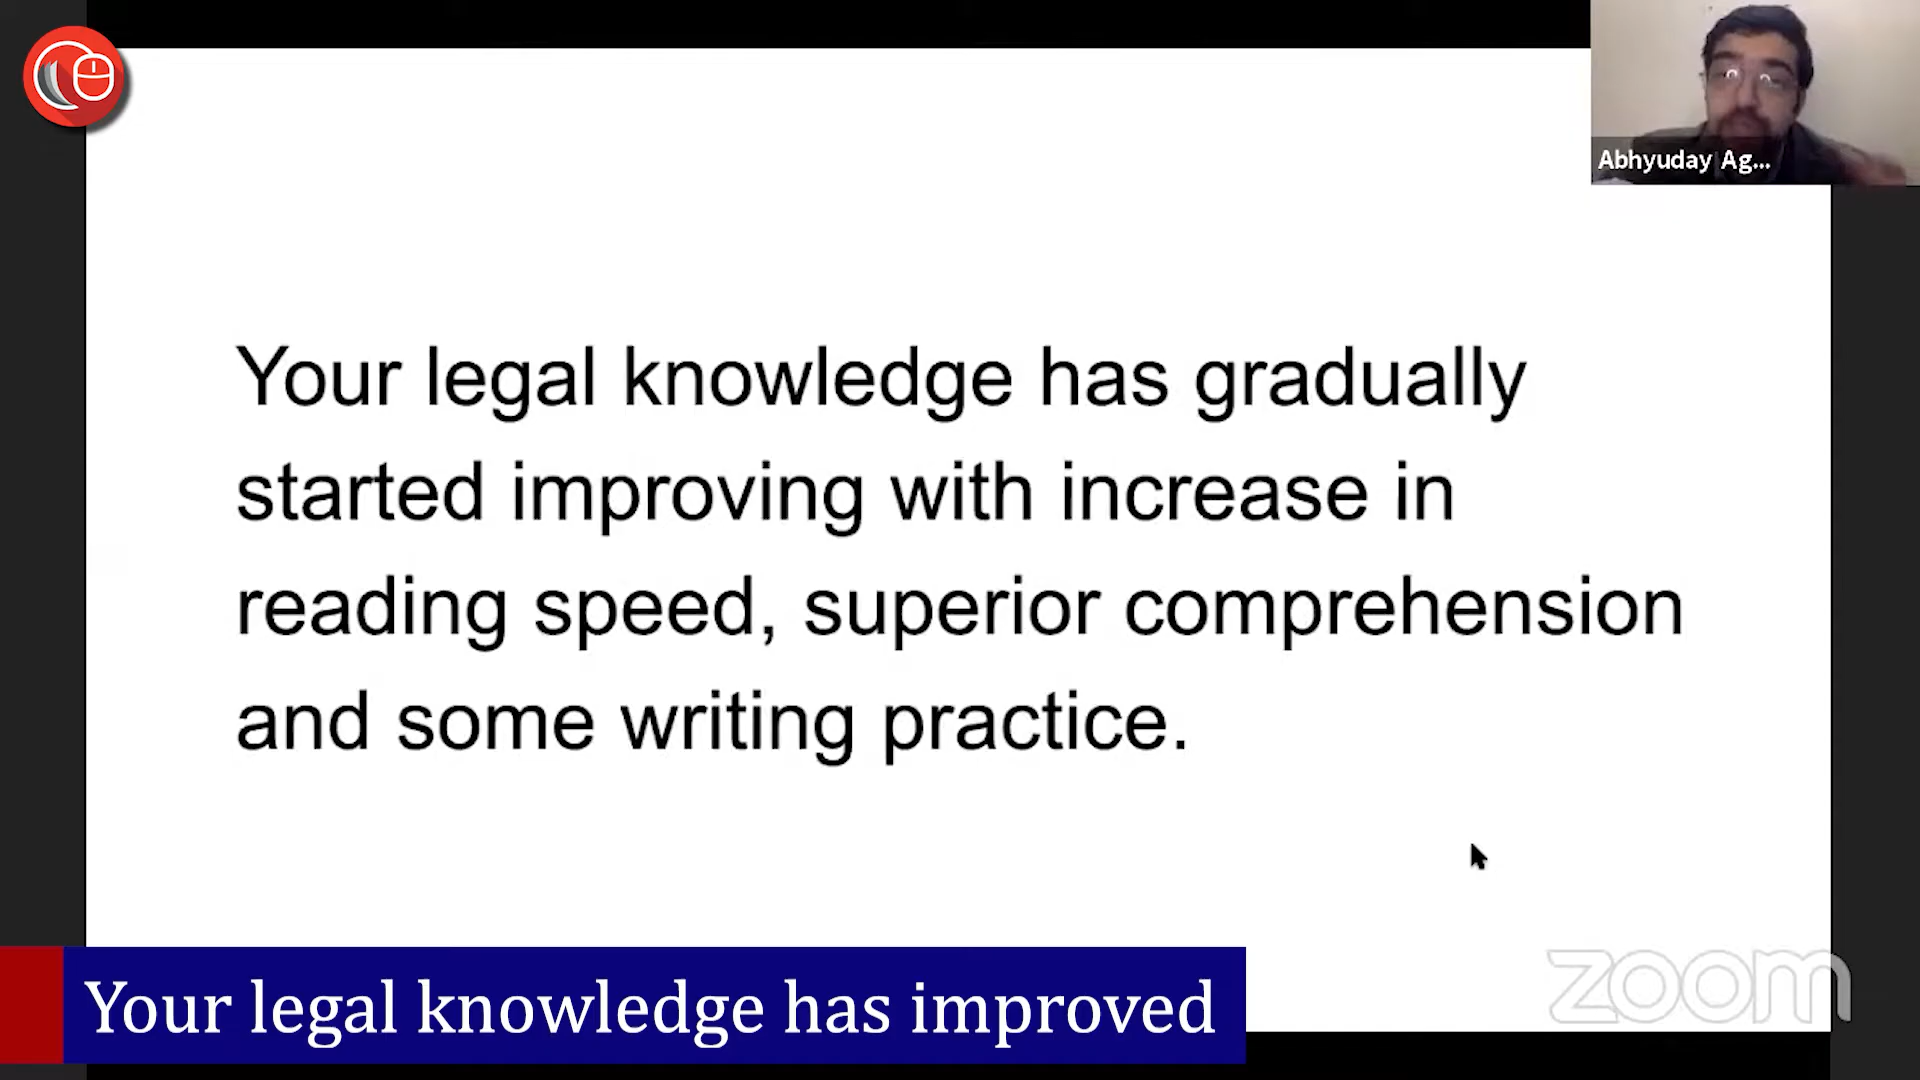 Abhyuday Ag...
Your legal knowledge has gradually
started improving with increase in
reading speed, superior comprehension
and some writing practice.
zoom
Your legal knowledge has improved